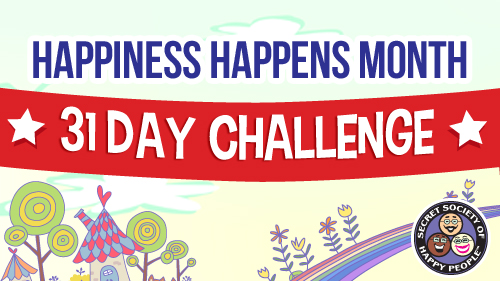 HAPPINESS HAPPENS MONTH
31 DAY CHALLENGE
SECRET SOCIETY OF
HAPPY PEOPLE